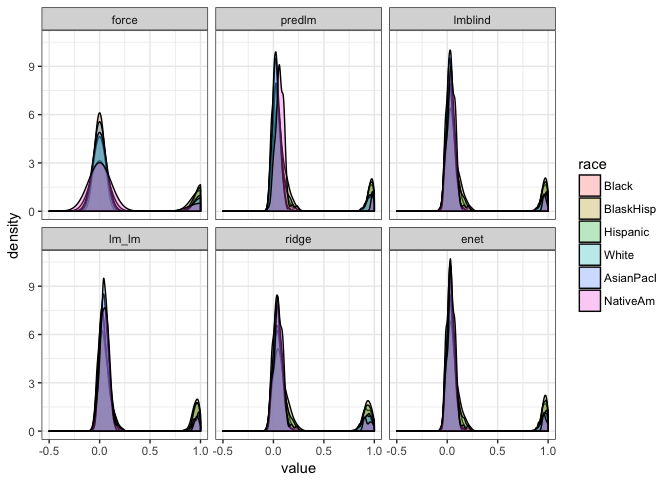 force predlm lmblind
9
6
3
0
lm_lm ridge enet
9
6
3
0
-0.5 0.0 0.5 1.0 -0.5 0.0 0.5 1.0 -0.5 0.0 0.5 1.0
value
density
race
Black
BlaskHisp
Hispanic
White
AsianPacI
NativeAm